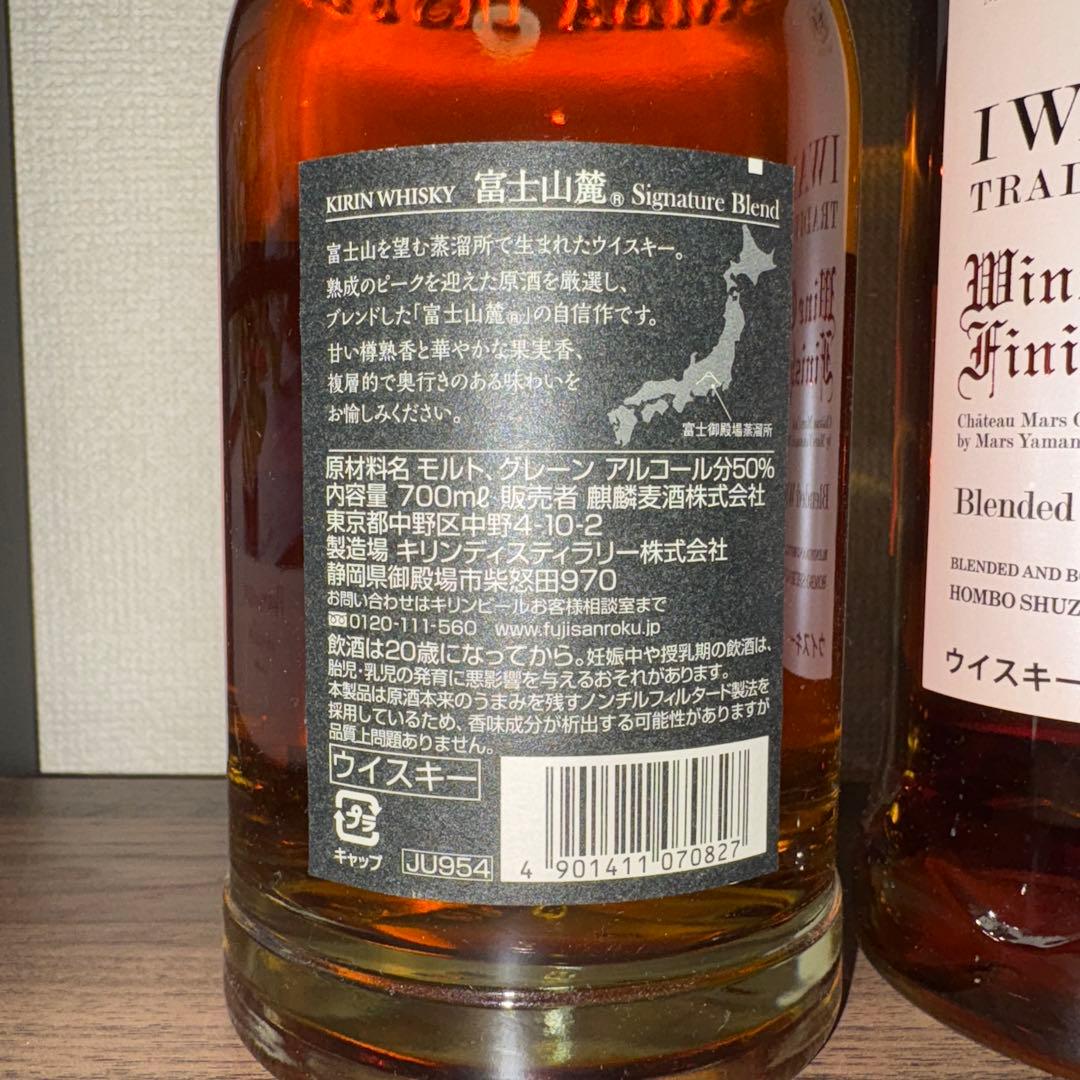 KIRIN WHISKY 富士山麓® Signature Blend
富士山を望む蒸溜所で生まれたウイスキー。
熟成のピークを迎えた原酒を厳選し、
ブレンドした「富士山麓®」の自信作です。
甘い樽熟香と華やかな果実香、
複層的で奥行きのある味わいを
お愉しみください。
富士御殿場蒸溜所
原材料名 モルト、グレーン アルコール分50%
内容量 700mℓ 販売者 麒麟麦酒株式会社
東京都中野区中野4-10-2
製造場 キリンディスティラリー株式会社
静岡県御殿場市柴怒田970
お問い合わせはキリンビールお客様相談室まで
0120-111-560 www.fujisanroku.jp
飲酒は20歳になってから。妊娠中や授乳期の飲酒は、
胎児・乳児の発育に悪影響を与えるおそれがあります。
本製品は原酒本来のうまみを残すノンチルフィルタード製法を
採用しているため、香味成分が析出する可能性がありますが
品質上問題ありません。
ウイスキー
プラ
キャップ
JU954
4 901411 070827
IW
TRAD
Win
Fini
Château Mars C
by Mars Yaman
Blended
BLENDED AND BO
HOMBO SHUZ
ウイスキー